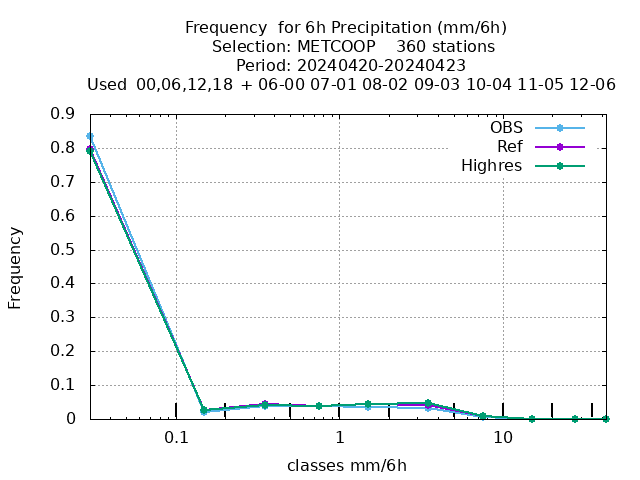 Frequency  for 6h Precipitation (mm/6h)
Selection: METCOOP    360 stations
Period: 20240420-20240423
Used  00,06,12,18  + 06-00 07-01 08-02 09-03 10-04 11-05 12-06
0.9
0.8
0.7
0.6
0.5
0.4
0.3
0.2
0.1
0
Frequency
OBS
Ref
Highres
0.1 1 10
classes mm/6h